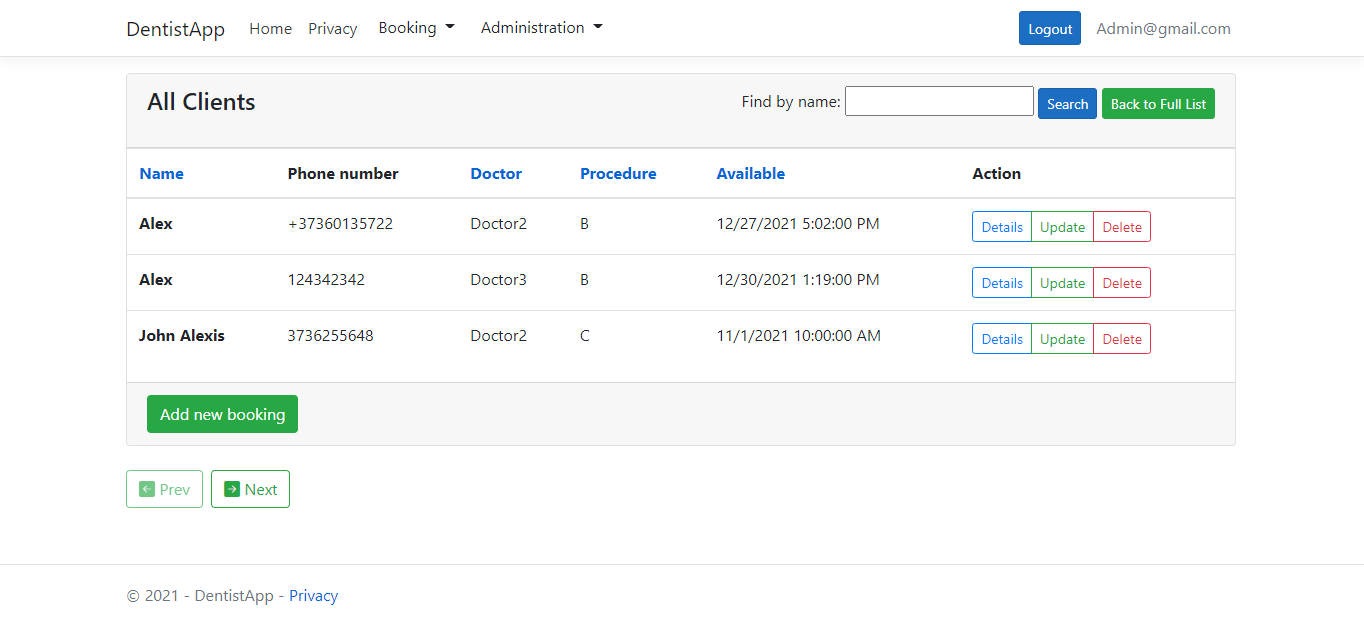 DentistApp Home Privacy Booking Administration Logout Admin@gmail.com
All Clients Find by name: Search Back to Full List
Name Phone number Doctor Procedure Available Action
Alex +37360135722 Doctor2 B 12/27/2021 5:02:00 PM Details Update Delete
Alex 124342342 Doctor3 B 12/30/2021 1:19:00 PM Details Update Delete
John Alexis 3736255648 Doctor2 C 11/1/2021 10:00:00 AM Details Update Delete
Add new booking
Prev Next
© 2021 - DentistApp - Privacy